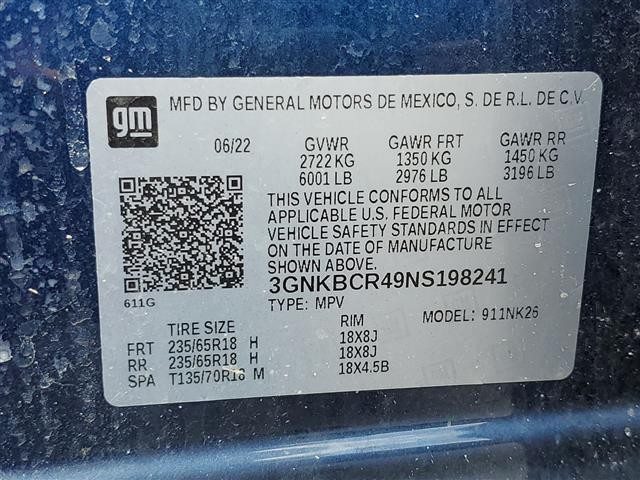 gm
MFD BY GENERAL MOTORS DE MEXICO, S. DE R.L. DE C.V.
06/22 GVWR GAWR FRT GAWR RR
2722 KG 1350 KG 1450 KG
6001 LB 2976 LB 3196 LB
THIS VEHICLE CONFORMS TO ALL
APPLICABLE U.S. FEDERAL MOTOR
VEHICLE SAFETY STANDARDS IN EFFECT
ON THE DATE OF MANUFACTURE
SHOWN ABOVE.
611G
3GNKBCR49NS198241
TYPE: MPV MODEL: 911NK26
TIRE SIZE RIM
FRT 235/65R18 H 18X8J
RR 235/65R18 H 18X8J
SPA T135/70R18 M 18X4.5B